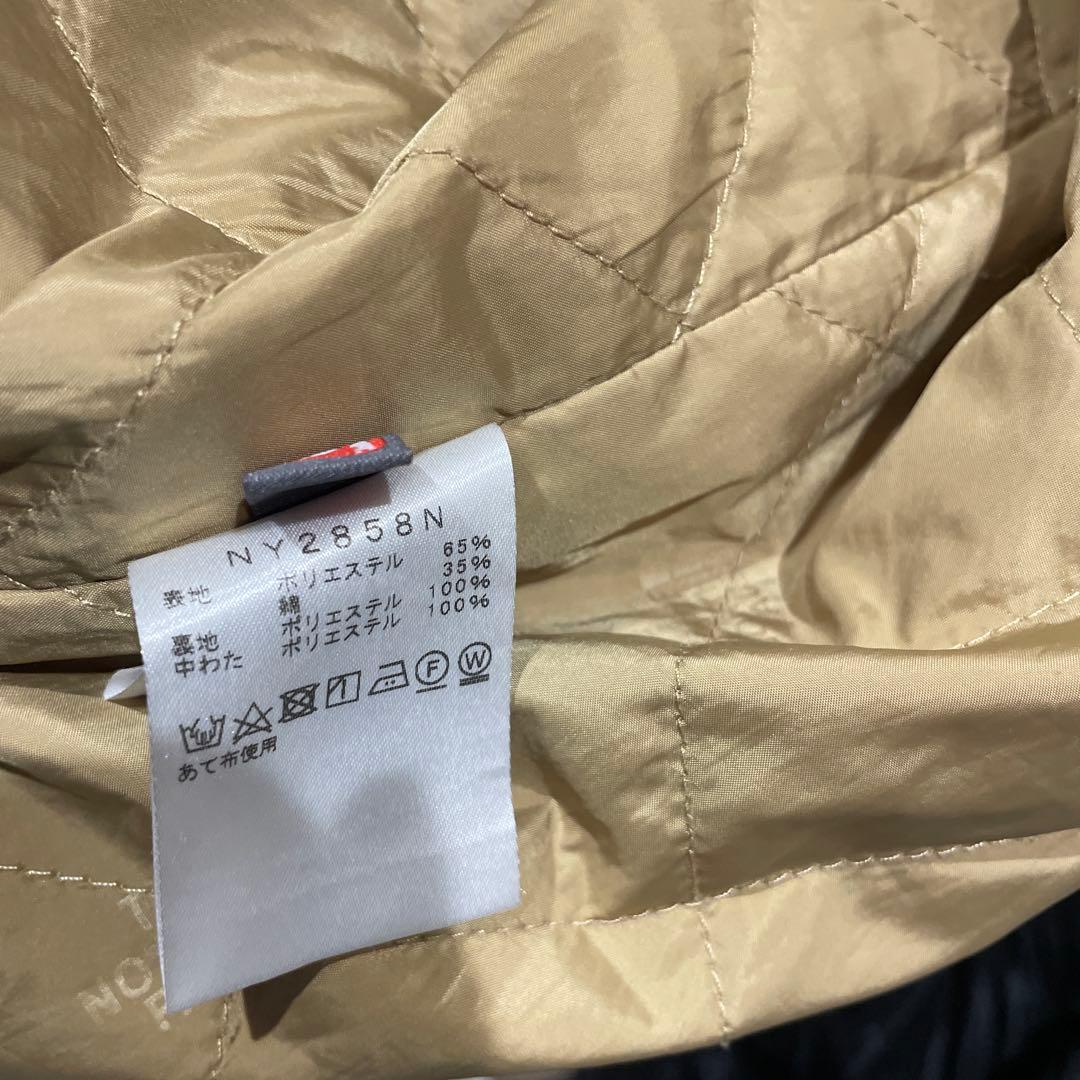 NY2858N
表地 ポリエステル 65%
綿 35%
裏地 ポリエステル 100%
中わた ポリエステル 100%
F W
あて布使用
T
NO
F